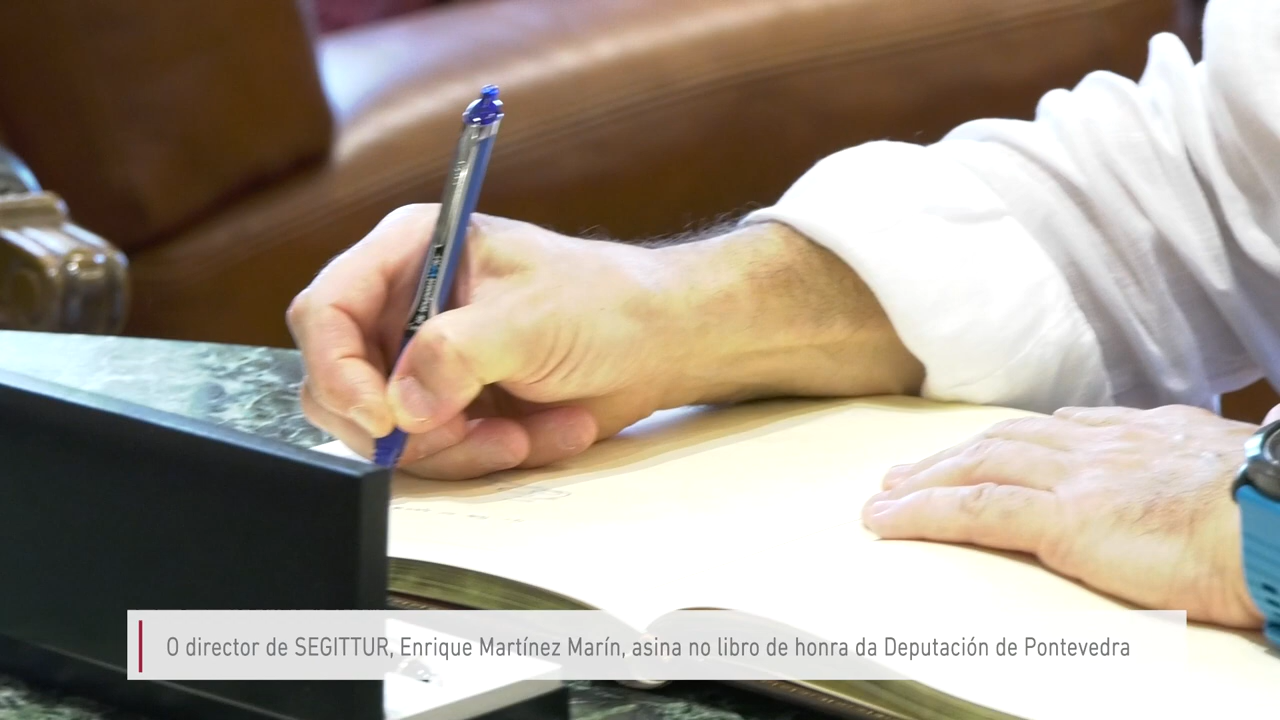 O director de SEGITTUR, Enrique Martínez Marín, asina no libro de honra da Deputación de Pontevedra